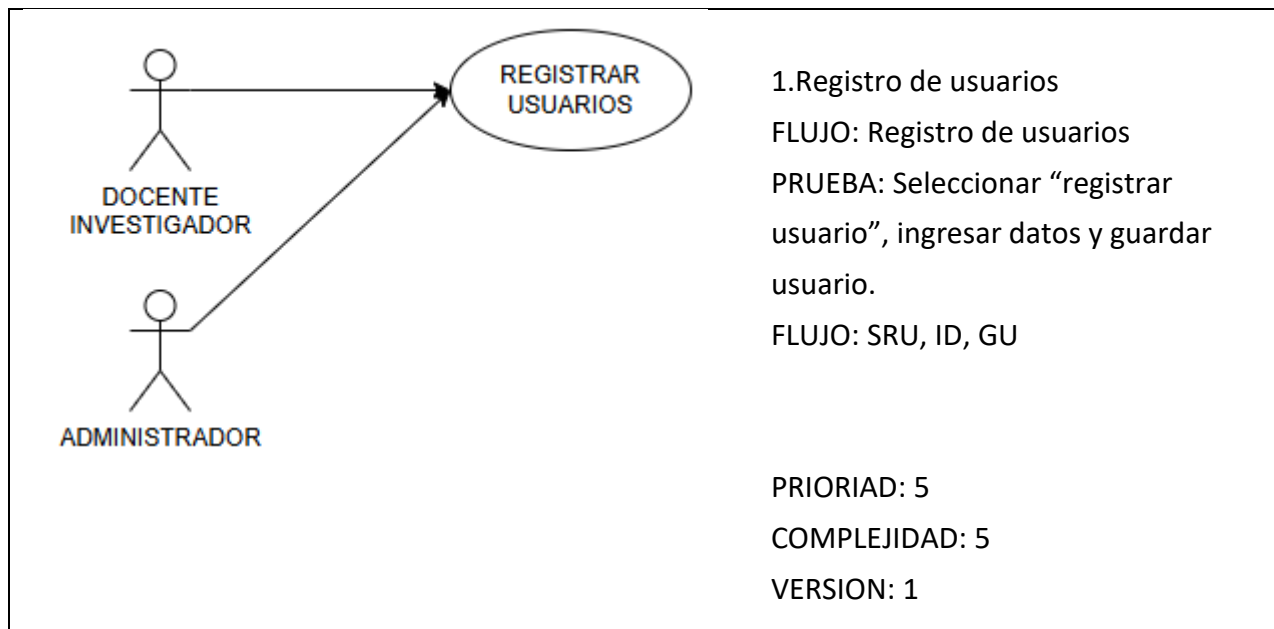 REGISTRAR
USUARIOS
DOCENTE
INVESTIGADOR
ADMINISTRADOR
1.Registro de usuarios
FLUJO: Registro de usuarios
PRUEBA: Seleccionar “registrar
usuario”, ingresar datos y guardar
usuario.
FLUJO: SRU, ID, GU
PRIORIAD: 5
COMPLEJIDAD: 5
VERSION: 1